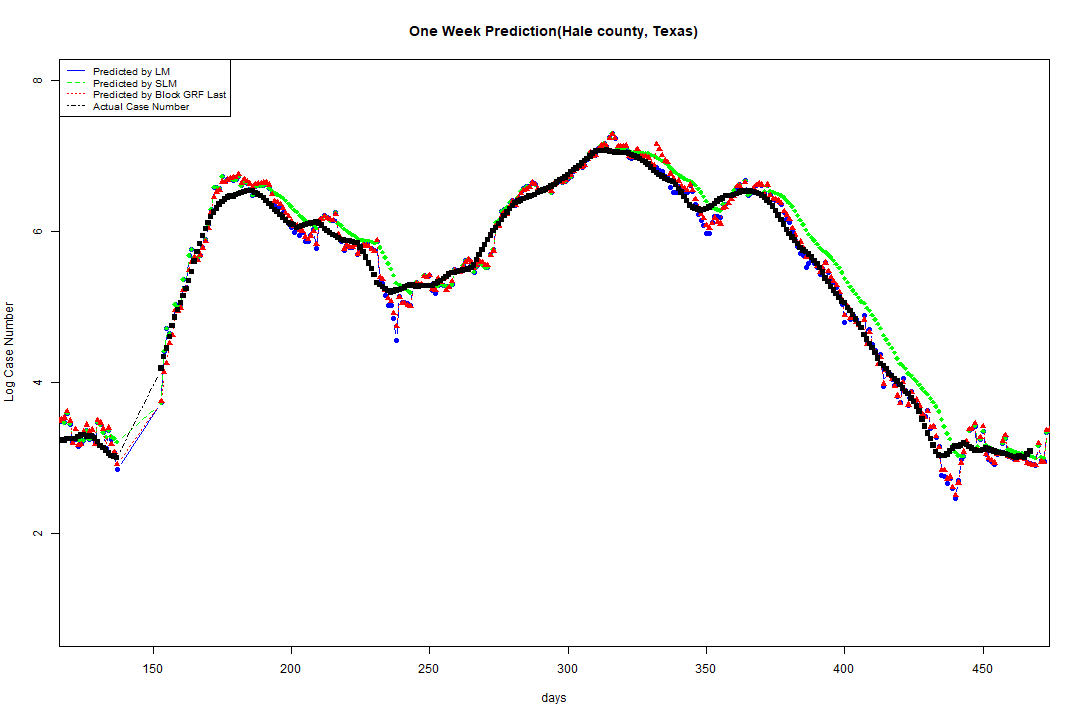 One Week Prediction(Hale county, Texas)
Predicted by LM
Predicted by SLM
Predicted by Block GRF Last
Actual Case Number
8
6
4
2
Log Case Number
150 200 250 300 350 400 450
days